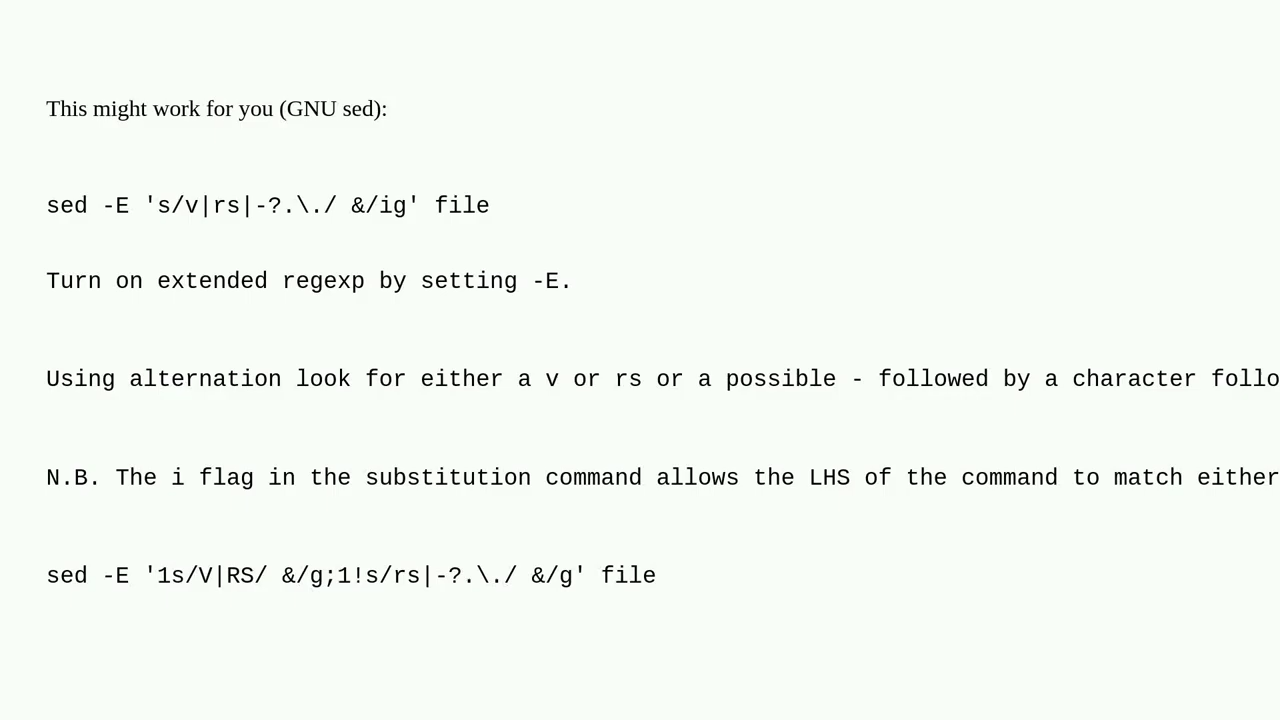 This might work for you (GNU sed):
sed -E 's/v|rs|-?.\./ &/ig' file
Turn on extended regexp by setting -E.
Using alternation look for either a v or rs or a possible - followed by a character follo
N.B. The i flag in the substitution command allows the LHS of the command to match either
sed -E '1s/V|RS/ &/g;1!s/rs|-?.\./ &/g' file